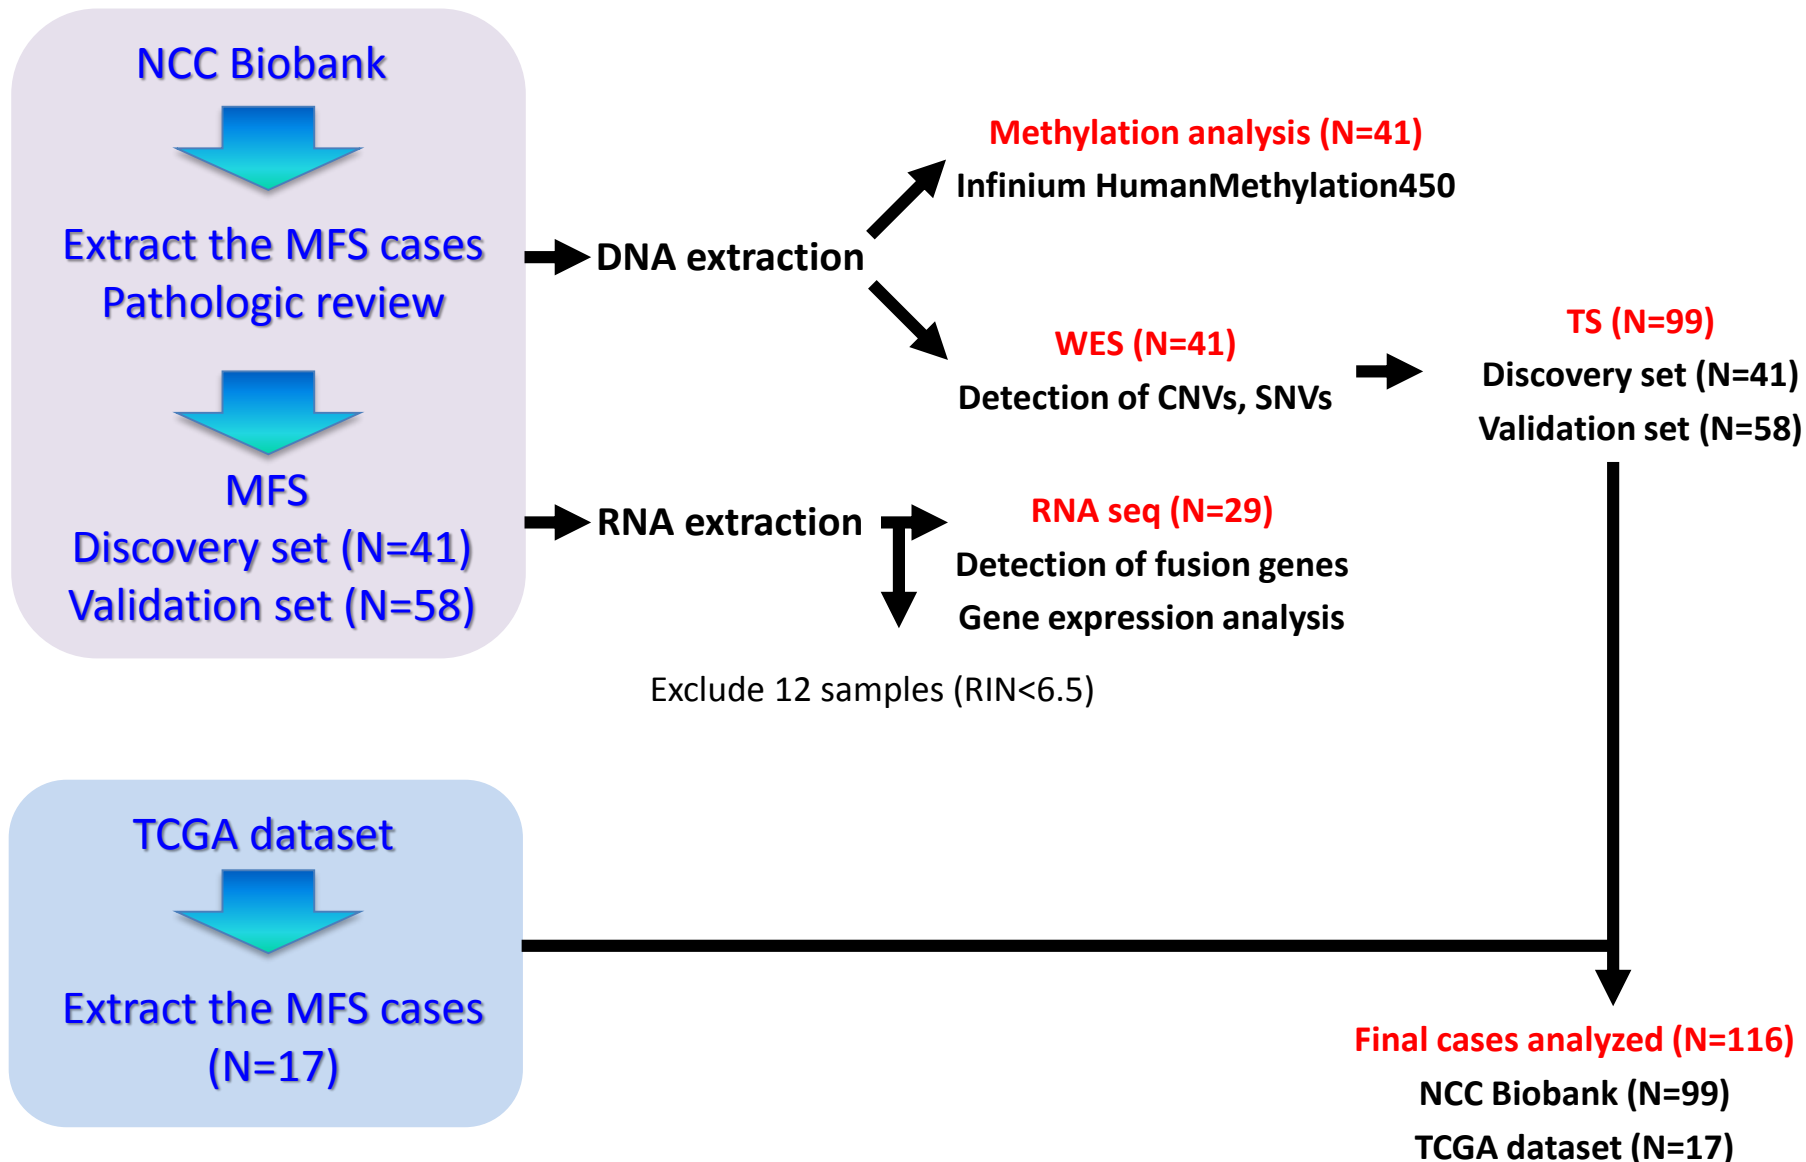 NCC Biobank
Extract the MFS cases
Pathologic review
MFS
Discovery set (N=41)
Validation set (N=58)
DNA extraction
Methylation analysis (N=41)
Infinium HumanMethylation450
WES (N=41)
Detection of CNVs, SNVs
TS (N=99)
Discovery set (N=41)
Validation set (N=58)
RNA extraction
RNA seq (N=29)
Detection of fusion genes
Gene expression analysis
Exclude 12 samples (RIN<6.5)
TCGA dataset
Extract the MFS cases
(N=17)
Final cases analyzed (N=116)
NCC Biobank (N=99)
TCGA dataset (N=17)